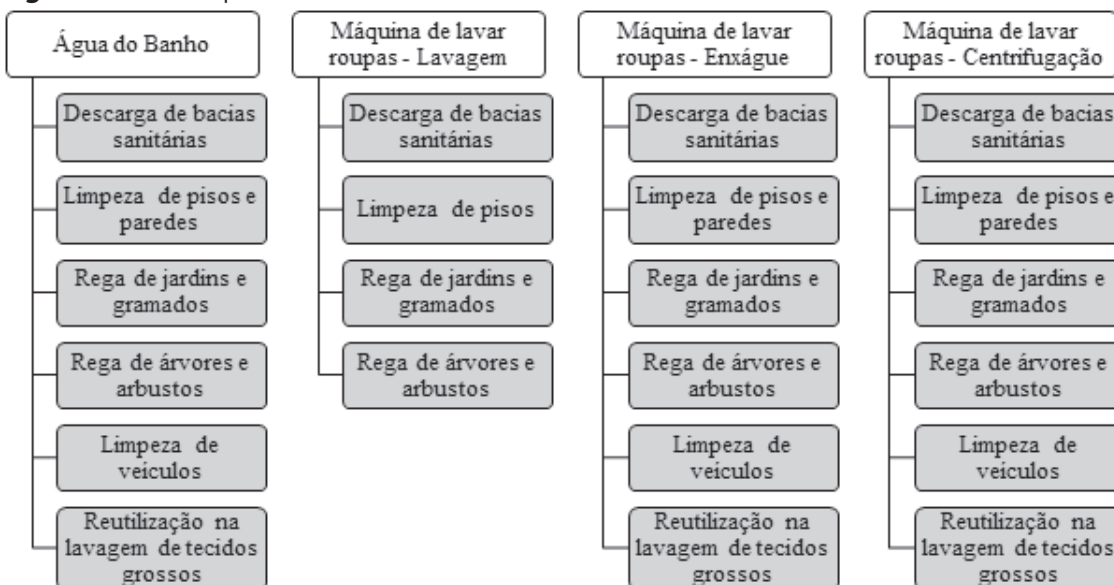 Água do Banho
Descarga de bacias
sanitárias
Limpeza de pisos e
paredes
Rega de jardins e
gramados
Rega de árvores e
arbustos
Limpeza de
veículos
Reutilização na
lavagem de tecidos
grossos
Máquina de lavar
roupas - Lavagem
Descarga de bacias
sanitárias
Limpeza de pisos
Rega de jardins e
gramados
Rega de árvores e
arbustos
Máquina de lavar
roupas - Enxágue
Descarga de bacias
sanitárias
Limpeza de pisos e
paredes
Rega de jardins e
gramados
Rega de árvores e
arbustos
Limpeza de
veículos
Reutilização na
lavagem de tecidos
grossos
Máquina de lavar
roupas - Centrifugação
Descarga de bacias
sanitárias
Limpeza de pisos e
paredes
Rega de jardins e
gramados
Rega de árvores e
arbustos
Limpeza de
veículos
Reutilização na
lavagem de tecidos
grossos